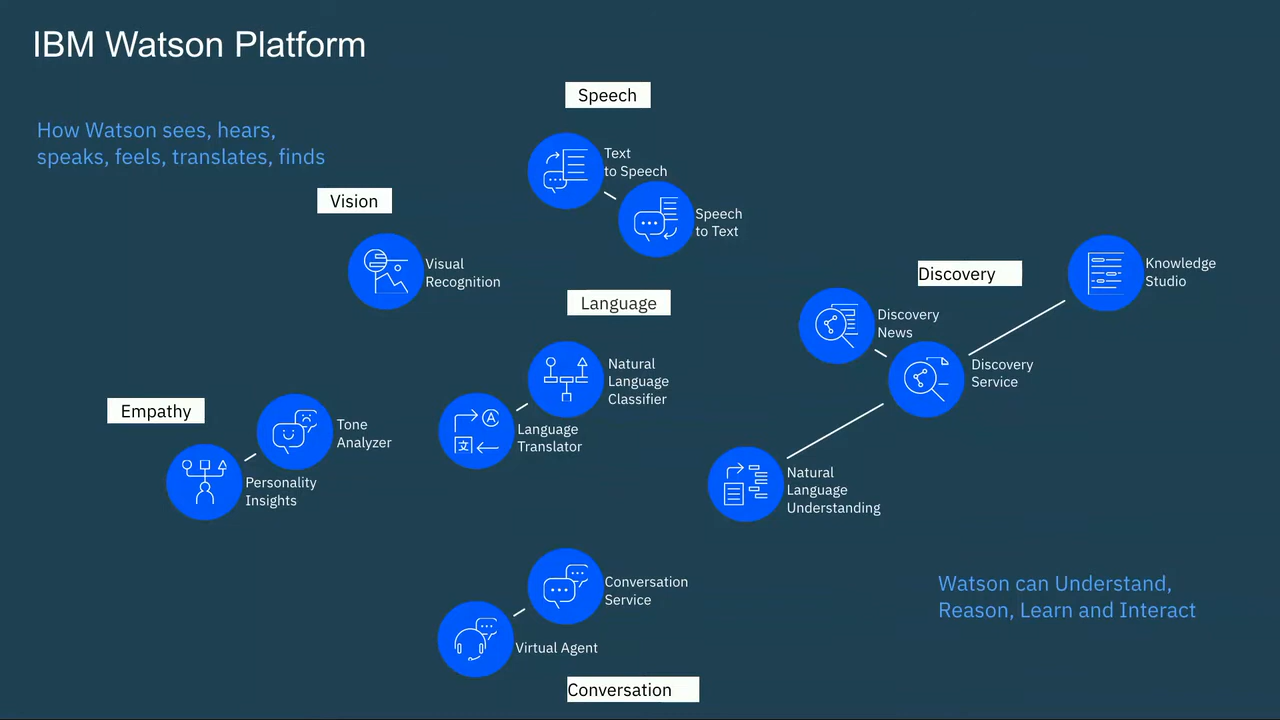 IBM Watson Platform
How Watson sees, hears,
speaks, feels, translates, finds
Speech
Text
to Speech
Speech
to Text
Vision
Visual
Recognition
Language
Natural
Language
Classifier
Language
Translator
Discovery
Knowledge
Studio
Discovery
News
Discovery
Service
Natural
Language
Understanding
Empathy
Tone
Analyzer
Personality
Insights
Conversation
Service
Virtual Agent
Conversation
Watson can Understand,
Reason, Learn and Interact